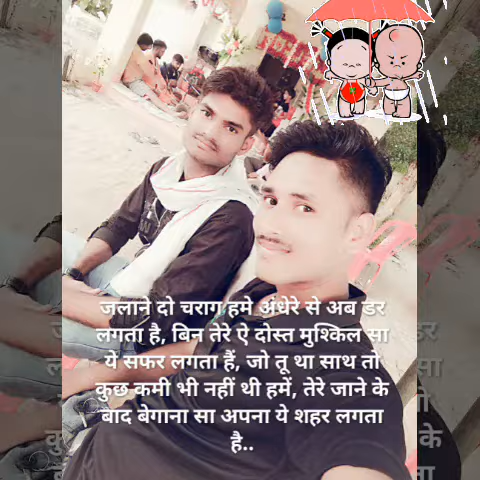 जलाने दो चराग हमे अंधेरे से अब डर
लगता है, बिन तेरे ऐ दोस्त मुश्किल सा
ये सफर लगता हैं, जो तू था साथ तो
कुछ कमी भी नहीं थी हमें, तेरे जाने के
बाद बेगाना सा अपना ये शहर लगता
है..